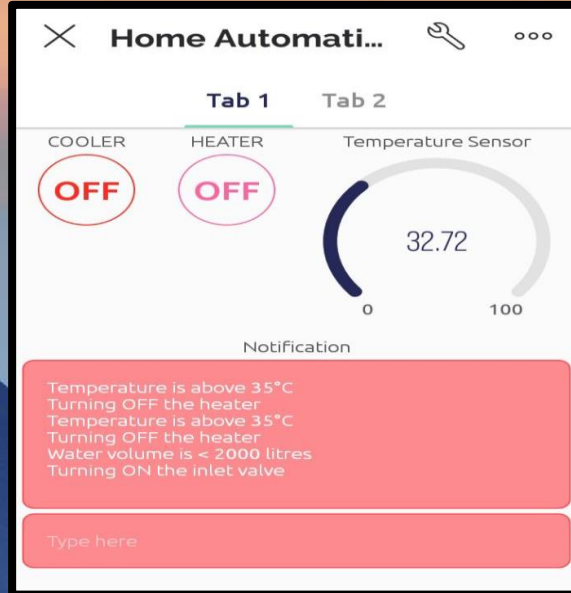 Home Automati...
Tab 1 Tab 2
COOLER HEATER Temperature Sensor
OFF OFF
32.72
0 100
Notification
Temperature is above 35°C
Turning OFF the heater
Temperature is above 35°C
Turning OFF the heater
Water volume is < 2000 litres
Turning ON the inlet valve
Type here